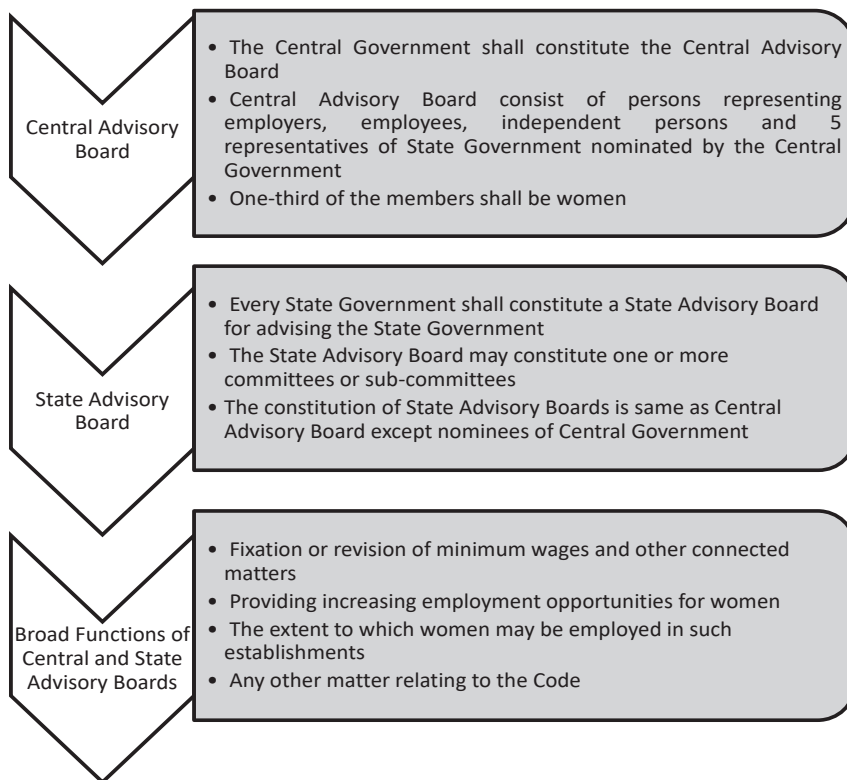 Central Advisory
Board
• The Central Government shall constitute the Central Advisory
Board
• Central Advisory Board consist of persons representing
employers, employees, independent persons and 5
representatives of State Government nominated by the Central
Government
• One-third of the members shall be women
State Advisory
Board
• Every State Government shall constitute a State Advisory Board
for advising the State Government
• The State Advisory Board may constitute one or more
committees or sub-committees
• The constitution of State Advisory Boards is same as Central
Advisory Board except nominees of Central Government
Broad Functions of
Central and State
Advisory Boards
• Fixation or revision of minimum wages and other connected
matters
• Providing increasing employment opportunities for women
• The extent to which women may be employed in such
establishments
• Any other matter relating to the Code